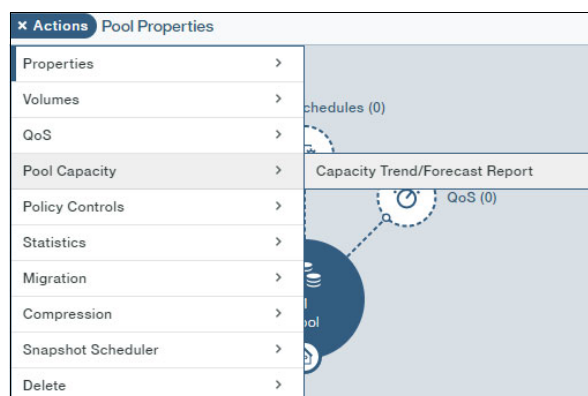 × Actions Pool Properties
Properties
Volumes
chedules (0)
QoS
Pool Capacity
Capacity Trend/Forecast Report
QoS (0)
Policy Controls
Statistics
Migration
Compression
ool
Snapshot Scheduler
Delete